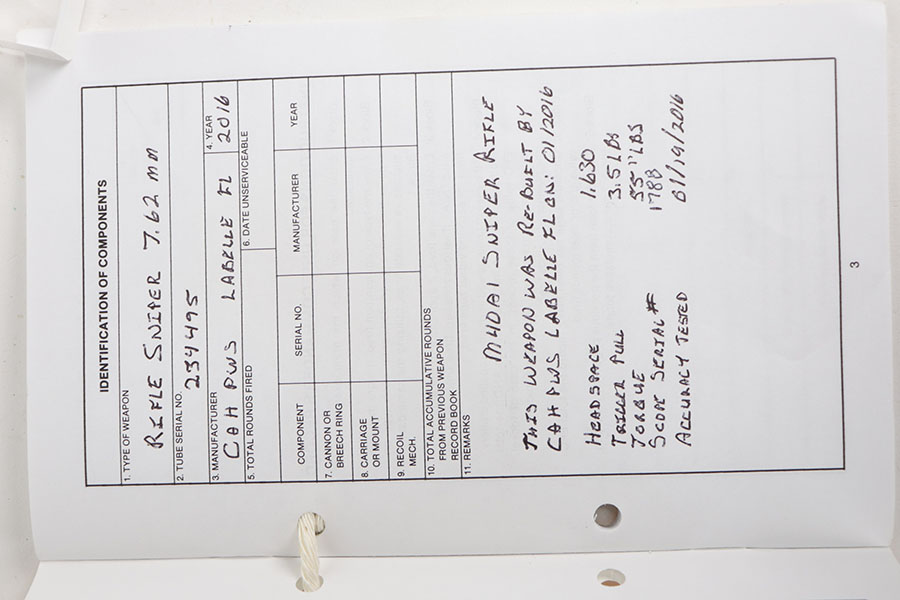 IDENTIFICATION OF COMPONENTS
1. TYPE OF WEAPON
RIFLE SNIPER 7.62 MM
2. TUBE SERIAL NO.
234495
3. MANUFACTURER
CAH PWS LABELLE FL
4. YEAR
2016
5. TOTAL ROUNDS FIRED
6. DATE UNSERVICEABLE
COMPONENT SERIAL NO. MANUFACTURER YEAR
7. CANNON OR
BREECH RING
8. CARRIAGE
OR MOUNT
9. RECOIL
MECH.
10. TOTAL ACCUMULATIVE ROUNDS
FROM PREVIOUS WEAPON
RECORD BOOK
11. REMARKS
M40A1 SNIPER RIFLE
THIS WEAPON WAS RE-BUILT BY
CAH PWS LABELLE FL ON: 01/2016
HEADSPACE 1.630
TRIGGER PULL 3.5 LBS
TORQUE 55" LBS
SCOPE SERIAL # 1788
ACCURACY TESTED 01/19/2016
3